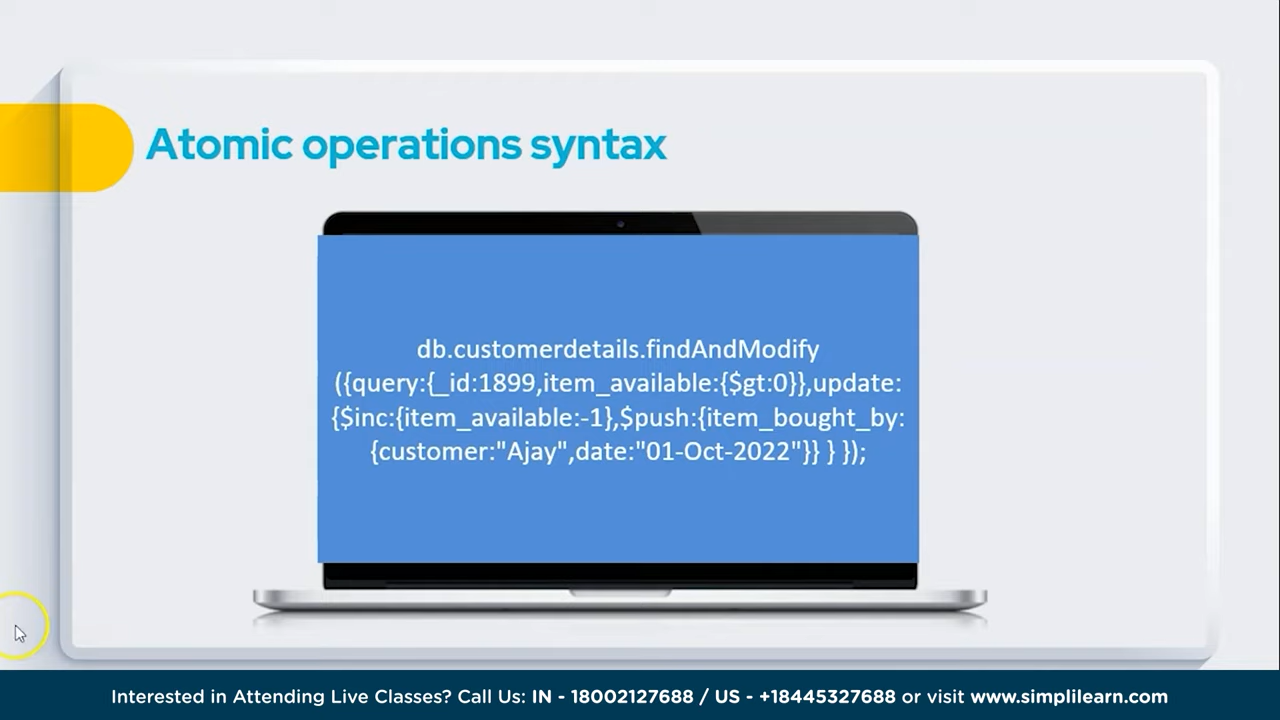 Atomic operations syntax
db.customerdetails.findAndModify
({query:{_id:1899,item_available:{$gt:0}},update:
{$inc:{item_available:-1},$push:{item_bought_by:
{customer:"Ajay",date:"01-Oct-2022"}} } });
Interested in Attending Live Classes? Call Us: IN - 18002127688 / US - +18445327688 or visit www.simplilearn.com